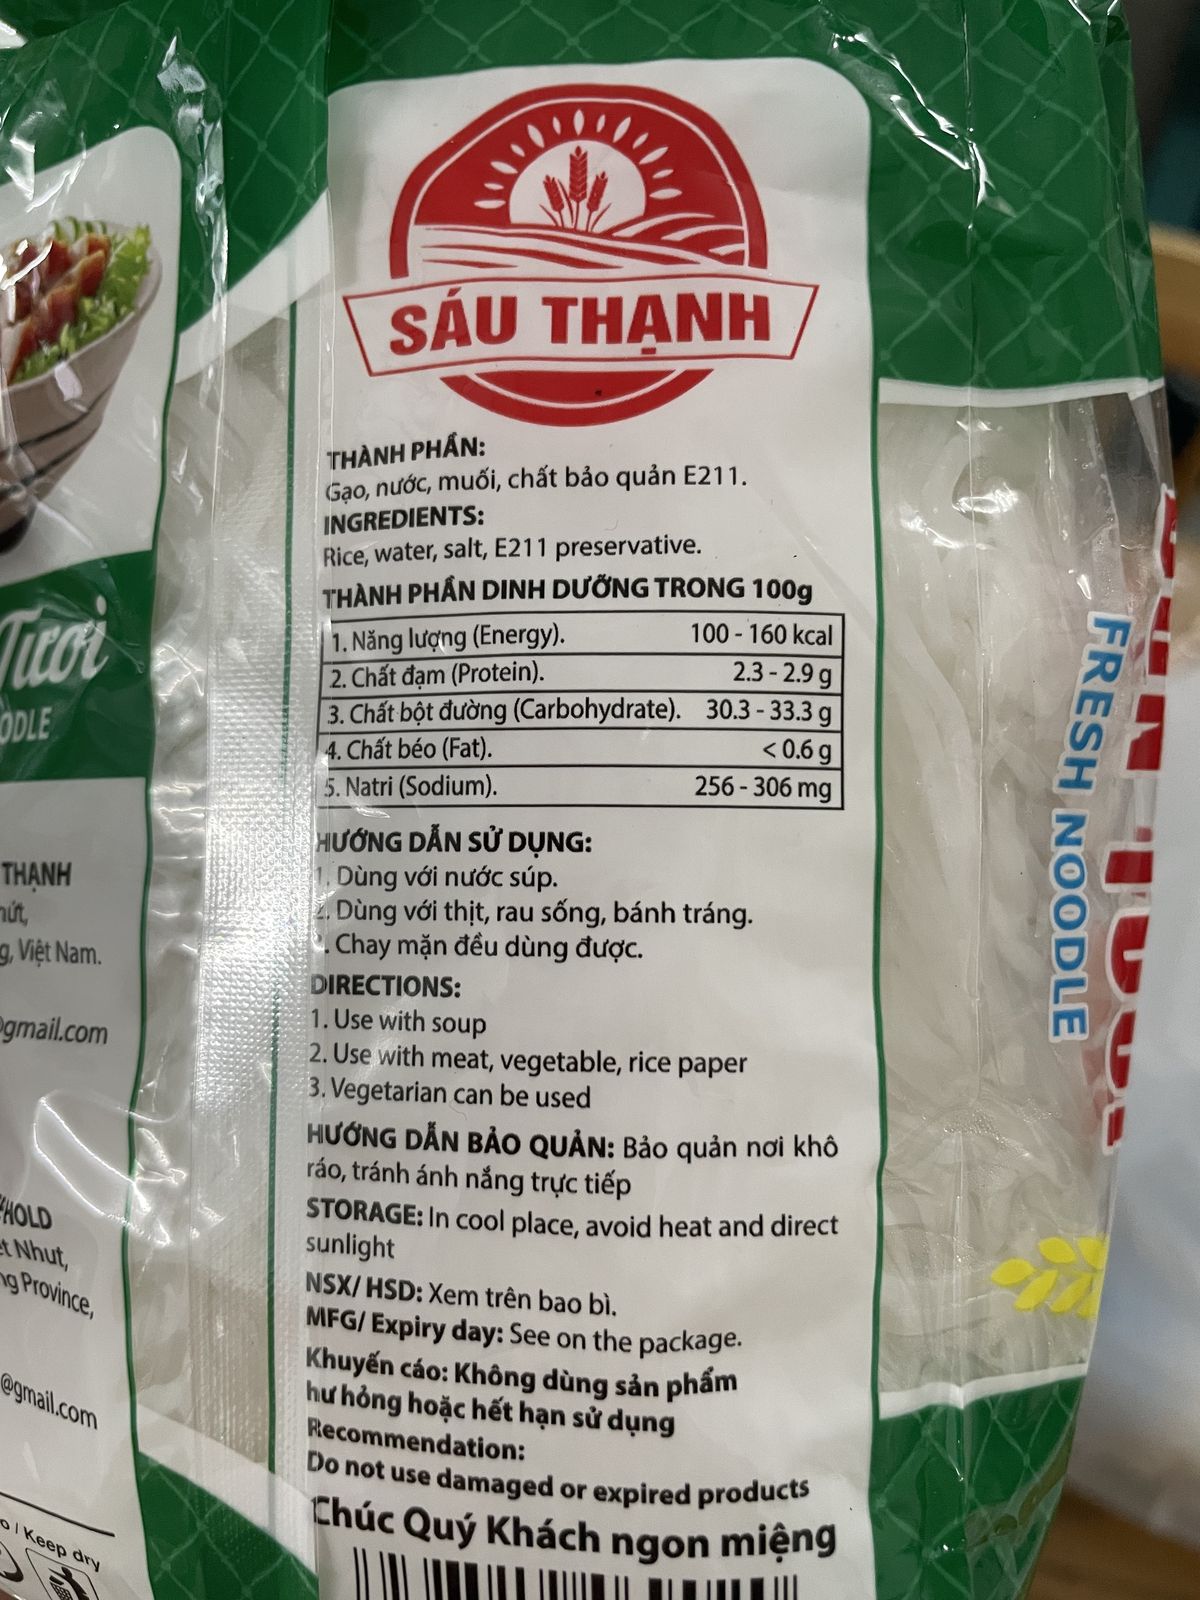 SÁU THẠNH
THÀNH PHẦN:
Gạo, nước, muối, chất bảo quản E211.
INGREDIENTS:
Rice, water, salt, E211 preservative.
THÀNH PHẦN DINH DƯỠNG TRONG 100g
1. Năng lượng (Energy). 100 - 160 kcal
2. Chất đạm (Protein). 2.3 - 2.9 g
3. Chất bột đường (Carbohydrate). 30.3 - 33.3 g
4. Chất béo (Fat). < 0.6 g
5. Natri (Sodium). 256 - 306 mg
HƯỚNG DẪN SỬ DỤNG:
1. Dùng với nước súp.
2. Dùng với thịt, rau sống, bánh tráng.
. Chay mặn đều dùng được.
DIRECTIONS:
1. Use with soup
2. Use with meat, vegetable, rice paper
3. Vegetarian can be used
HƯỚNG DẪN BẢO QUẢN: Bảo quản nơi khô
ráo, tránh ánh nắng trực tiếp
STORAGE: In cool place, avoid heat and direct
sunlight
NSX/ HSD: Xem trên bao bì.
MFG/ Expiry day: See on the package.
Khuyến cáo: Không dùng sản phẩm
hư hỏng hoặc hết hạn sử dụng
Recommendation:
Do not use damaged or expired products
Chúc Quý Khách ngon miệng
Tươi
ODLE
THẠNH
g, Việt Nam.
@gmail.com
HOLD
et Nhut,
ng Province,
@gmail.com
/ Keep dry
FRESH NOODLE